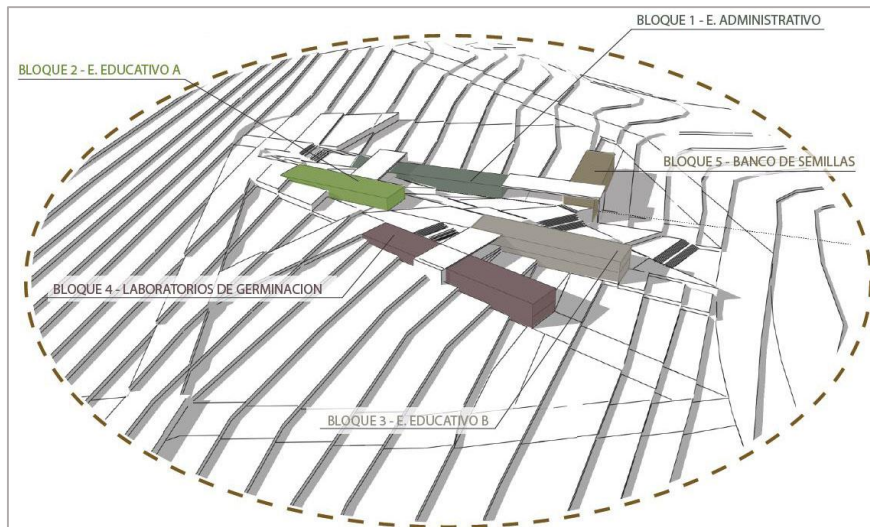 BLOQUE 1 - E. ADMINISTRATIVO
BLOQUE 2 - E. EDUCATIVO A
BLOQUE 5 - BANCO DE SEMILLAS
BLOQUE 4 - LABORATORIOS DE GERMINACION
BLOQUE 3 - E. EDUCATIVO B